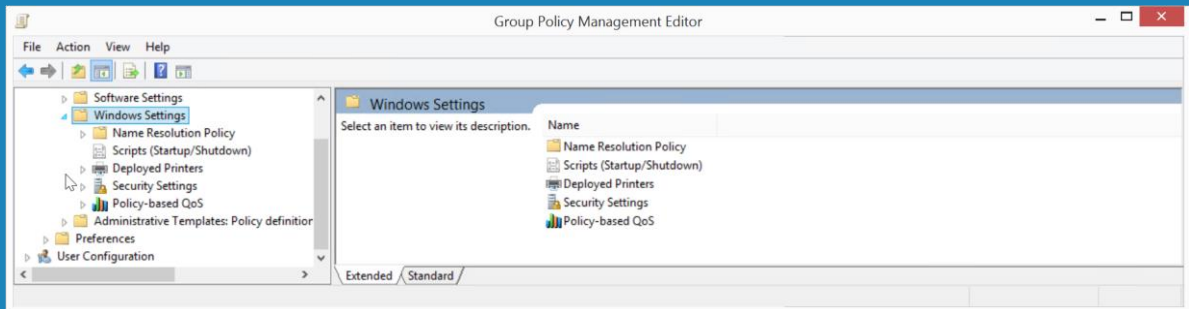 Group Policy Management Editor
File Action View Help
Software Settings
Windows Settings
Name Resolution Policy
Scripts (Startup/Shutdown)
Deployed Printers
Security Settings
Policy-based QoS
Administrative Templates: Policy definition
Preferences
User Configuration
Windows Settings
Select an item to view its description.
Name
Name Resolution Policy
Scripts (Startup/Shutdown)
Deployed Printers
Security Settings
Policy-based QoS
Extended Standard